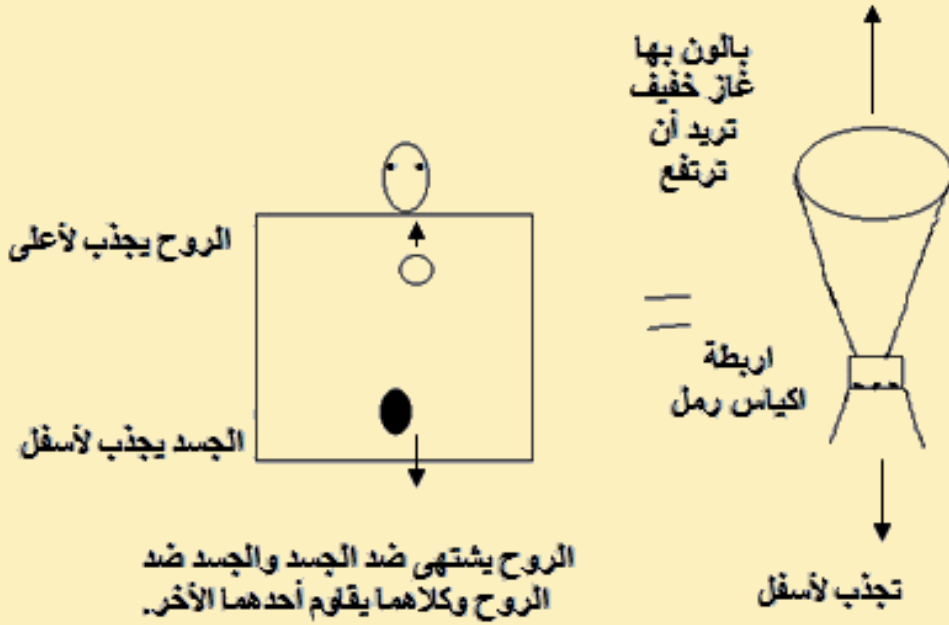 بالون بها
غاز خفيف
تريد أن
ترتفع
الروح يجذب لأعلى
اربطة
اكياس رمل
الجسد يجذب لأسفل
تجذب لأسفل
الروح يشتهى ضد الجسد والجسد ضد
الروح وكلاهما يقاوم أحدهما الأخر.